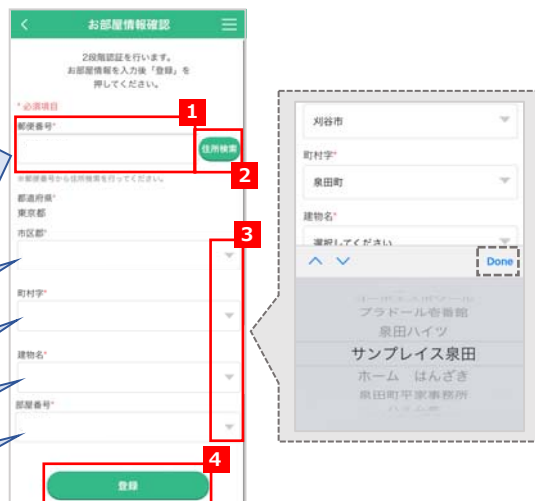 お部屋情報確認
2段階認証を行います。
お部屋情報を入力後「登録」を
押してください。
*必須項目
1
郵便番号*
住所検索
2
※郵便番号から住所検索を行ってください。
都道府県*
東京都
3
市区郡*
町村字*
建物名*
部屋番号*
4
登録
刈谷市
町村字*
泉田町
建物名*
選択してください
Done
プラドール壱番館
泉田ハイツ
サンプレイス泉田
ホーム はんざき
泉田町平家事務所